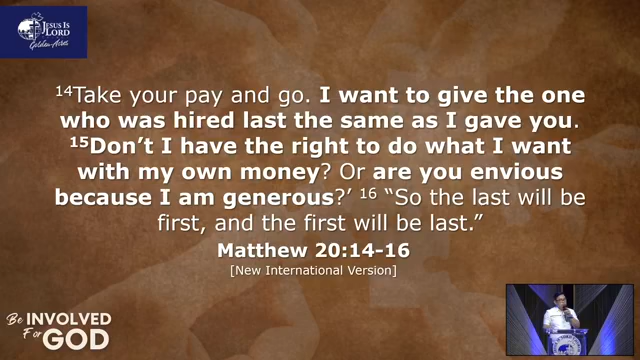 JESUS IS
LORD
Golden Acres
¹⁴Take your pay and go. I want to give the one
who was hired last the same as I gave you.
¹⁵Don’t I have the right to do what I want
with my own money? Or are you envious
because I am generous?’ ¹⁶ “So the last will be
first, and the first will be last.”
Matthew 20:14-16
[New International Version]
Be INVOLVED
For GOD